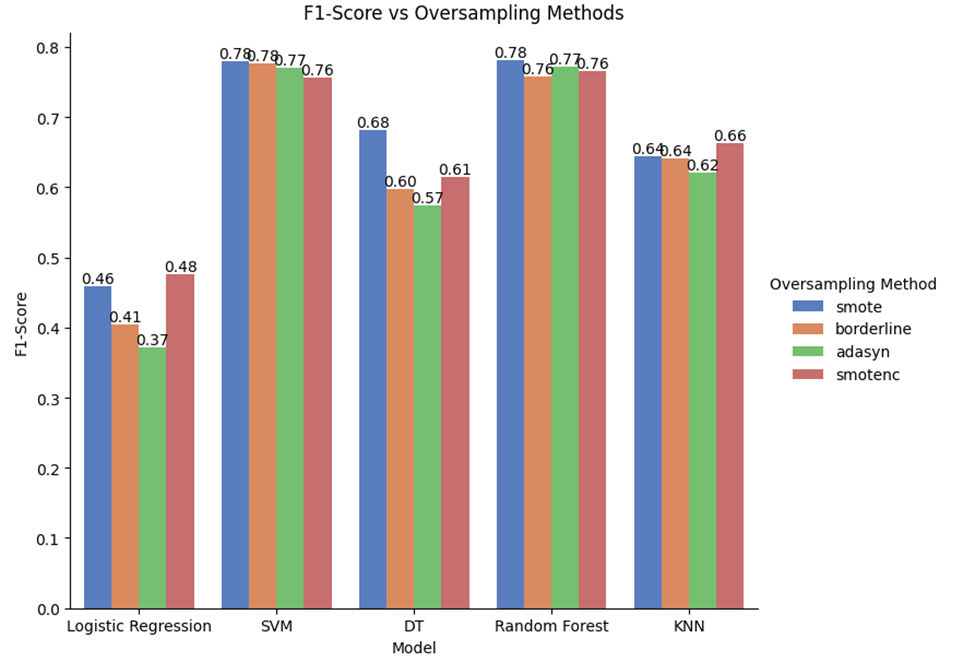 F1-Score vs Oversampling Methods
F1-Score
0.8
0.7
0.6
0.5
0.4
0.3
0.2
0.1
0.0
0.46
0.41
0.37
0.48
0.78
0.78
0.77
0.76
0.68
0.60
0.57
0.61
0.78
0.76
0.77
0.76
0.64
0.64
0.62
0.66
Logistic Regression
SVM
DT
Random Forest
KNN
Model
Oversampling Method
smote
borderline
adasyn
smotenc